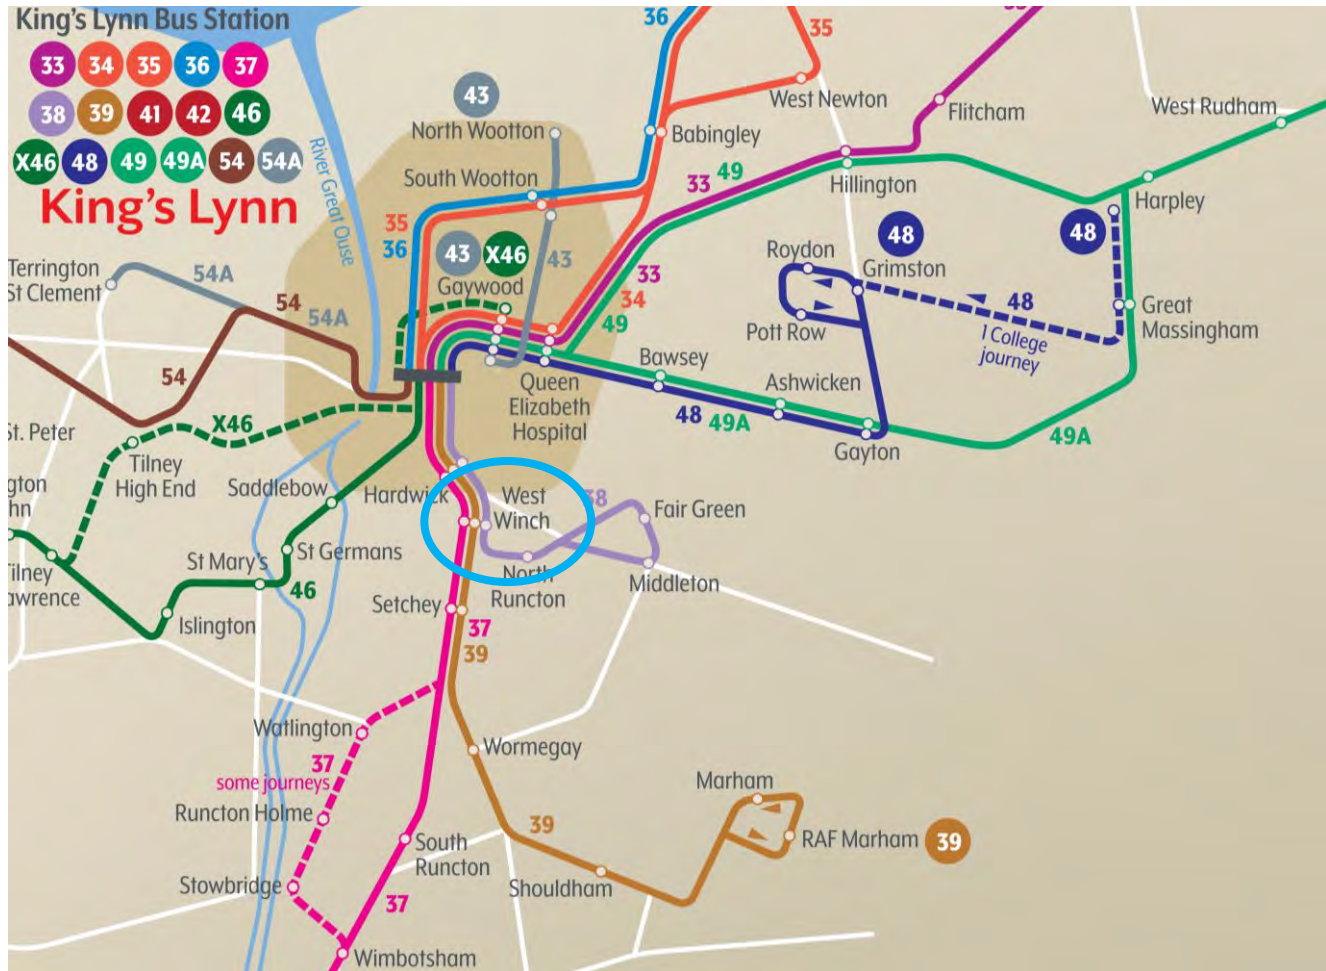 King's Lynn Bus Station
33 34 35 36 37
38 39 41 42 46
X46 48 49 49A 54 54A
King's Lynn
36
35
43
North Wootton
West Newton
Flitcham
West Rudham
Babingley
River Great Ouse
South Wootton
33
49
Hillington
Harpley
35
36
43
X46
43
Gaywood
33
34
49
48
48
Roydon
Grimston
Pott Row
48
1 College
journey
Great
Massingham
Terrington
St Clement
54A
54
54A
54
Queen
Elizabeth
Hospital
Bawsey
Ashwicken
48
49A
Gayton
49A
St. Peter
X46
Tilney
High End
Saddlebow
Hardwick
West
Winch
38
Fair Green
St Mary's
St Germans
46
Islington
North
Runcton
Middleton
Setchey
37
39
Watlington
37
some journeys
Runcton Holme
Stowbridge
Wormegay
South
Runcton
37
Wimbotsham
39
Shouldham
Marham
RAF Marham
39